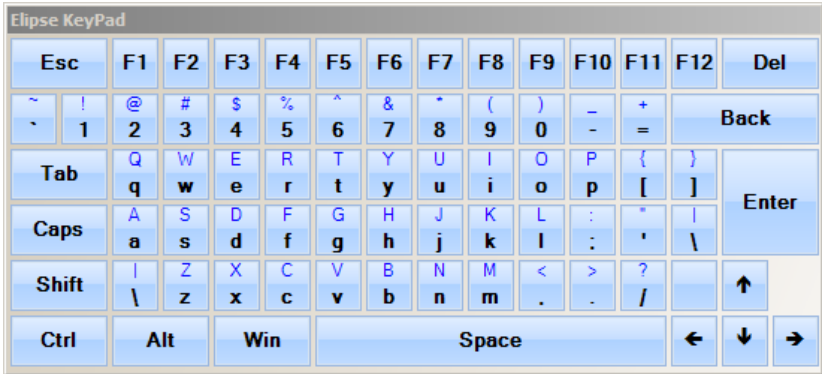 Elipse KeyPad
Esc F1 F2 F3 F4 F5 F6 F7 F8 F9 F10 F11 F12 Del
~ ! @ # $ % ^ & * ( ) _ +
` 1 2 3 4 5 6 7 8 9 0 - = Back
Q W E R T Y U I O P { }
Tab q w e r t y u i o p [ ] Enter
A S D F G H J K L : " |
Caps a s d f g h j k l ; ' \
| Z X C V B N M < > ?
Shift \ z x c v b n m , . / ↑
Ctrl Alt Win Space ← ↓ →